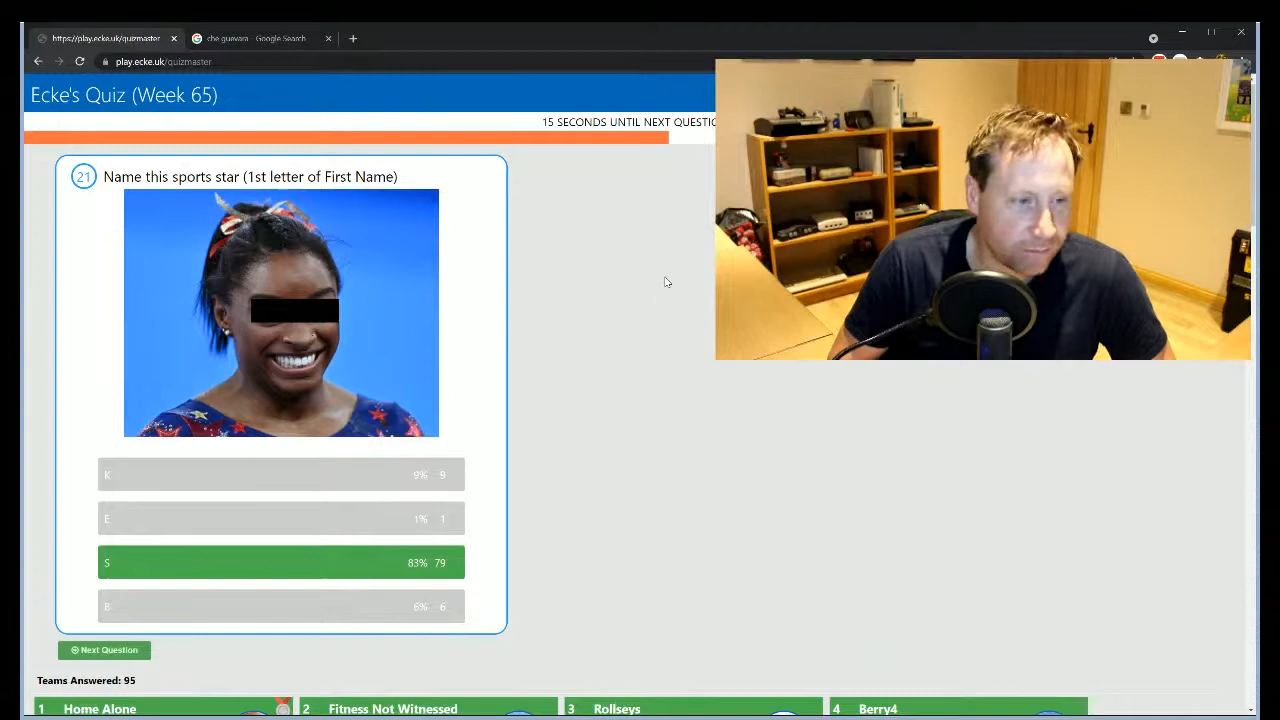 https://play.ecke.uk/quizmaster
che guevara - Google Search
play.ecke.uk/quizmaster
Ecke's Quiz (Week 65)
15 SECONDS UNTIL NEXT QUESTIO
21 Name this sports star (1st letter of First Name)
K 9% 9
E 1% 1
S 83% 79
B 6% 6
Next Question
Teams Answered: 95
1 Home Alone
2 Fitness Not Witnessed
3 Rollseys
4 Berry4